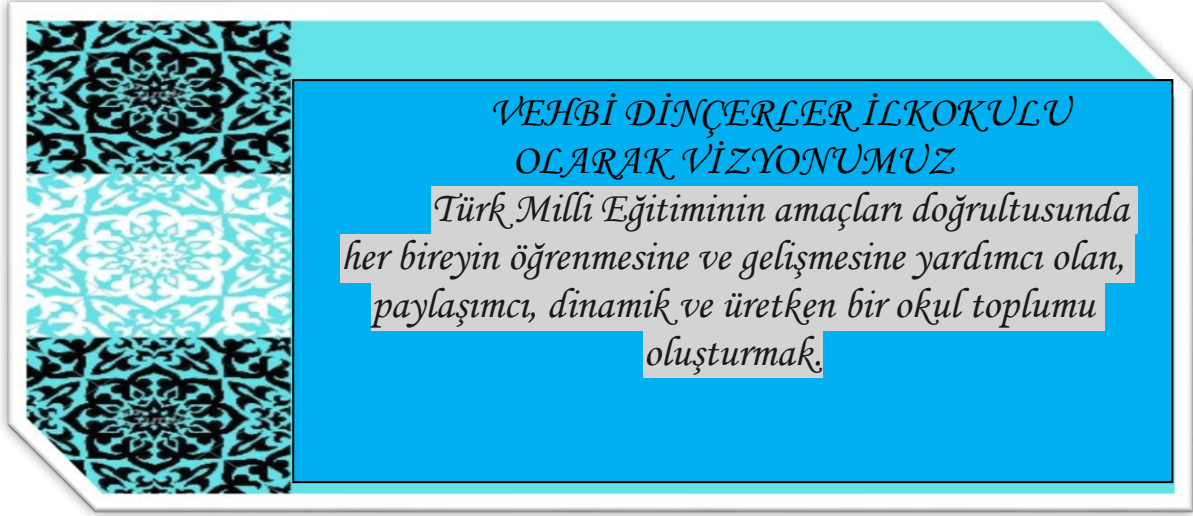 VEHBİ DİNÇERLER İLKOKULU
OLARAK VİZYONUMUZ
Türk Milli Eğitiminin amaçları doğrultusunda
her bireyin öğrenmesine ve gelişmesine yardımcı olan,
paylaşımcı, dinamik ve üretken bir okul toplumu
oluşturmak.